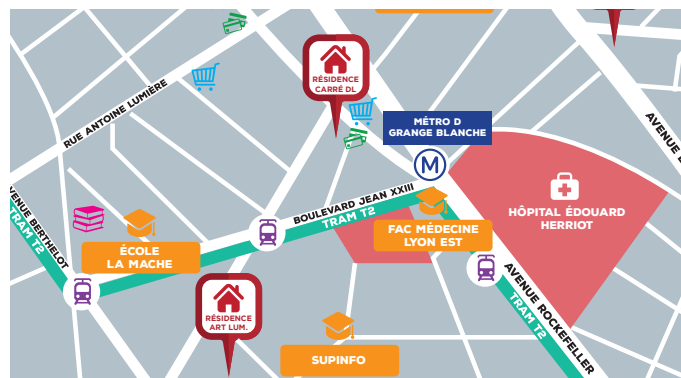 RÉSIDENCE
CARRÉ DL
RUE ANTOINE LUMIÈRE
MÉTRO D
GRANGE BLANCHE
M
AVENUE
BOULEVARD JEAN XXIII
TRAM T2
HÔPITAL ÉDOUARD
HERRIOT
AVENUE BERTHELOT
TRAM T2
FAC MÉDECINE
LYON EST
ÉCOLE
LA MACHE
AVENUE ROCKEFELLER
TRAM T2
RÉSIDENCE
ART LUM.
SUPINFO